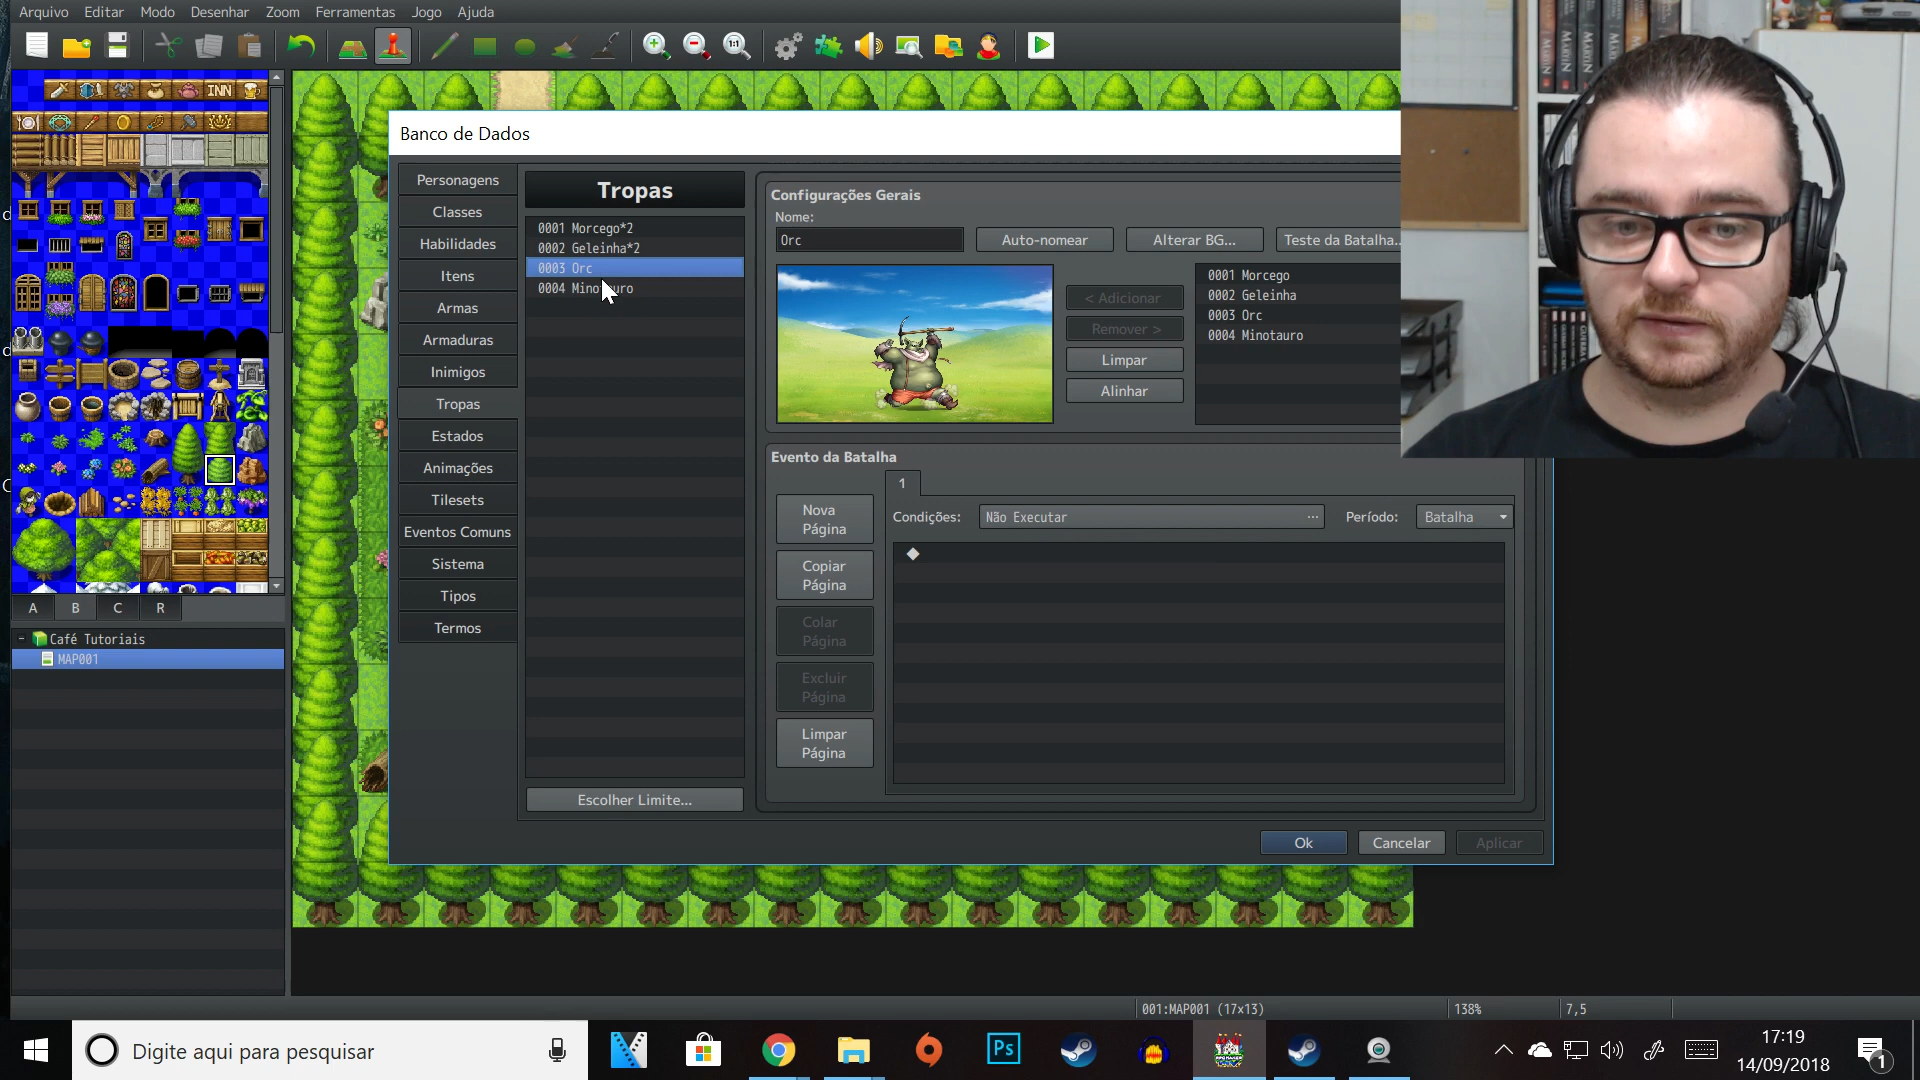 Arquivo Editar Modo Desenhar Zoom Ferramentas Jogo Ajuda
1:1
INN
MARVIN
Banco de Dados
Personagens
Classes
Habilidades
Itens
Armas
Armaduras
Inimigos
Tropas
Estados
Animações
Tilesets
Eventos Comuns
Sistema
Tipos
Termos
Tropas
0001 Morcego*2
0002 Geleinha*2
0003 Orc
0004 Minotauro
Escolher Limite...
Configurações Gerais
Nome:
Orc
Auto-nomear
Alterar BG...
Teste da Batalha...
< Adicionar
Remover >
Limpar
Alinhar
0001 Morcego
0002 Geleinha
0003 Orc
0004 Minotauro
Evento da Batalha
1
Nova
Página
Copiar
Página
Colar
Página
Excluir
Página
Limpar
Página
Condições:
Não Executar
...
Período:
Batalha
Ok
Cancelar
Aplicar
A B C R
Café Tutoriais
MAP001
001:MAP001 (17x13)
138%
7,5
Digite aqui para pesquisar
Ps
17:19
14/09/2018
1